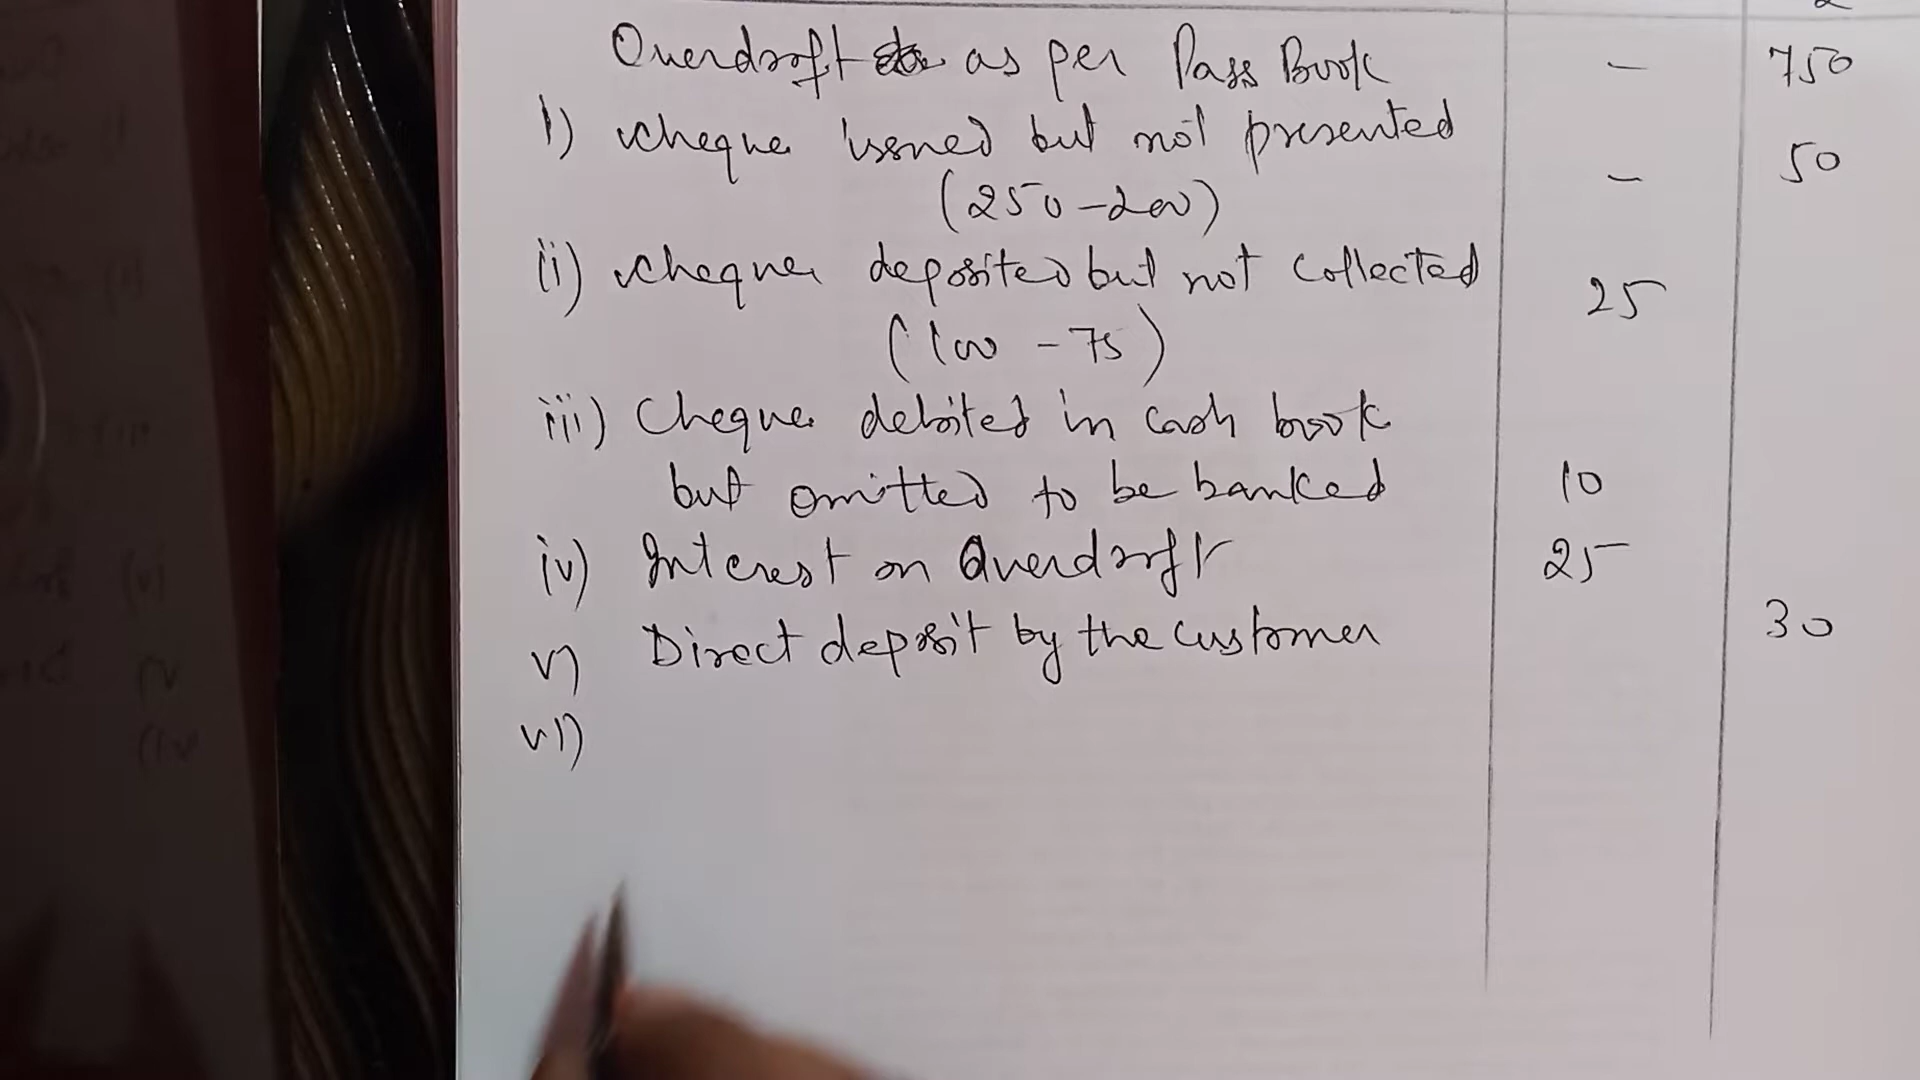 Overdraft as per Pass Book - 750
i) cheque issued but not presented
(250-200) - 50
(ii) cheque deposited but not collected 25
(100 - 75)
iii) Cheque debited in cash book
but omitted to be banked 10
iv) Interest on Overdraft 25
v) Direct deposit by the customer 30
vi)